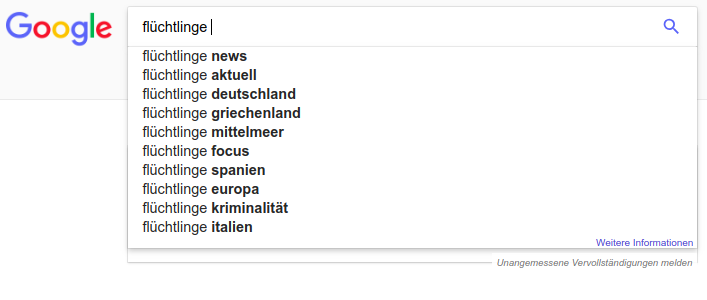 Google
flüchtlinge
flüchtlinge news
flüchtlinge aktuell
flüchtlinge deutschland
flüchtlinge griechenland
flüchtlinge mittelmeer
flüchtlinge focus
flüchtlinge spanien
flüchtlinge europa
flüchtlinge kriminalität
flüchtlinge italien
Weitere Informationen
Unangemessene Vervollständigungen melden